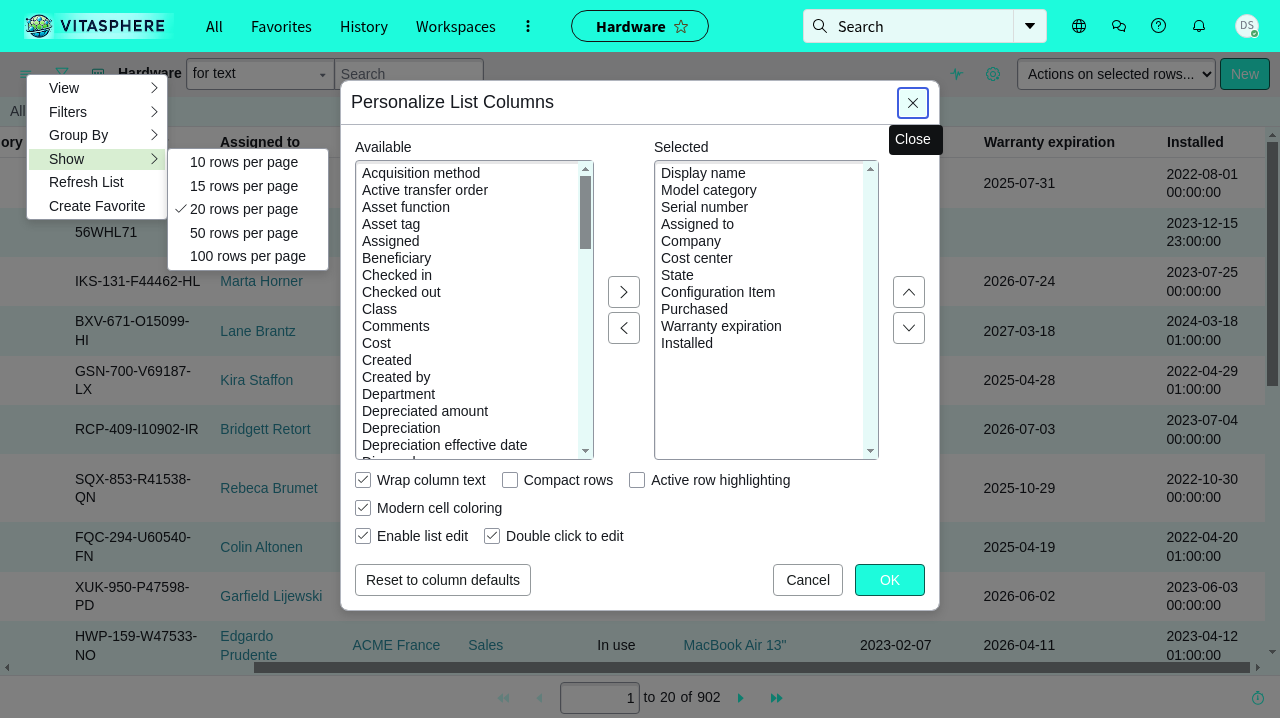 VITASPHERE
All
Favorites
History
Workspaces
Hardware
Search
DS
Hardware
for text
Search
Actions on selected rows...
New
All
View
Filters
Group By
Show
Refresh List
Create Favorite
10 rows per page
15 rows per page
20 rows per page
50 rows per page
100 rows per page
Personalize List Columns
Close
Available
Acquisition method
Active transfer order
Asset function
Asset tag
Assigned
Beneficiary
Checked in
Checked out
Class
Comments
Cost
Created
Created by
Department
Depreciated amount
Depreciation
Depreciation effective date
Selected
Display name
Model category
Serial number
Assigned to
Company
Cost center
State
Configuration Item
Purchased
Warranty expiration
Installed
Wrap column text
Compact rows
Active row highlighting
Modern cell coloring
Enable list edit
Double click to edit
Reset to column defaults
Cancel
OK
ory
Assigned to
Warranty expiration
Installed
2025-07-31
2022-08-01
00:00:00
56WHL71
2023-12-15
23:00:00
IKS-131-F44462-HL
Marta Horner
2026-07-24
2023-07-25
00:00:00
BXV-671-O15099-
HI
Lane Brantz
2027-03-18
2024-03-18
01:00:00
GSN-700-V69187-
LX
Kira Staffon
2025-04-28
2022-04-29
01:00:00
RCP-409-I10902-IR
Bridgett Retort
2026-07-03
2023-07-04
00:00:00
SQX-853-R41538-
QN
Rebeca Brumet
2025-10-29
2022-10-30
00:00:00
FQC-294-U60540-
FN
Colin Altonen
2025-04-19
2022-04-20
01:00:00
XUK-950-P47598-
PD
Garfield Lijewski
2026-06-02
2023-06-03
00:00:00
HWP-159-W47533-
NO
Edgardo
Prudente
ACME France
Sales
In use
MacBook Air 13"
2023-02-07
2026-04-11
2023-04-12
01:00:00
1 to 20 of 902